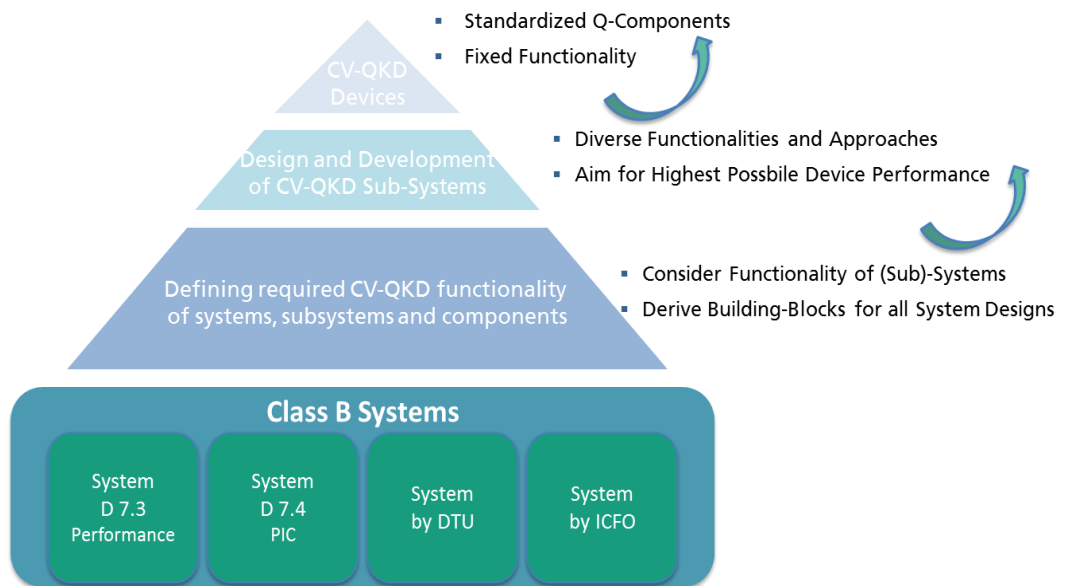 Standardized Q-Components
Fixed Functionality
CV-QKD
Devices
Diverse Functionalities and Approaches
Aim for Highest Possbile Device Performance
Design and Development
of CV-QKD Sub-Systems
Consider Functionality of (Sub)-Systems
Derive Building-Blocks for all System Designs
Defining required CV-QKD functionality
of systems, subsystems and components
Class B Systems
System
D 7.3
Performance
System
D 7.4
PIC
System
by DTU
System
by ICFO